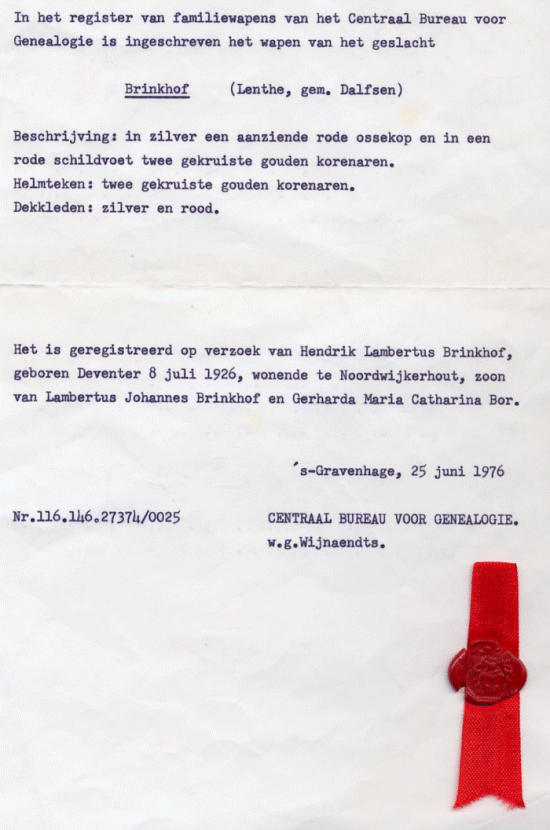 In het register van familiewapens van het Centraal Bureau voor
Genealogie is ingeschreven het wapen van het geslacht
Brinkhof (Lenthe, gem. Dalfsen)
Beschrijving: in zilver een aanziende rode ossekop en in een
rode schildvoet twee gekruiste gouden korenaren.
Helmteken: twee gekruiste gouden korenaren.
Dekkleden: zilver en rood.
Het is geregistreerd op verzoek van Hendrik Lambertus Brinkhof,
geboren Deventer 8 juli 1926, wonende te Noordwijkerhout, zoon
van Lambertus Johannes Brinkhof en Gerharda Maria Catharina Bor.
's-Gravenhage, 25 juni 1976
Nr.116.146.27374/0025 CENTRAAL BUREAU VOOR GENEALOGIE.
w.g.Wijnaendts.